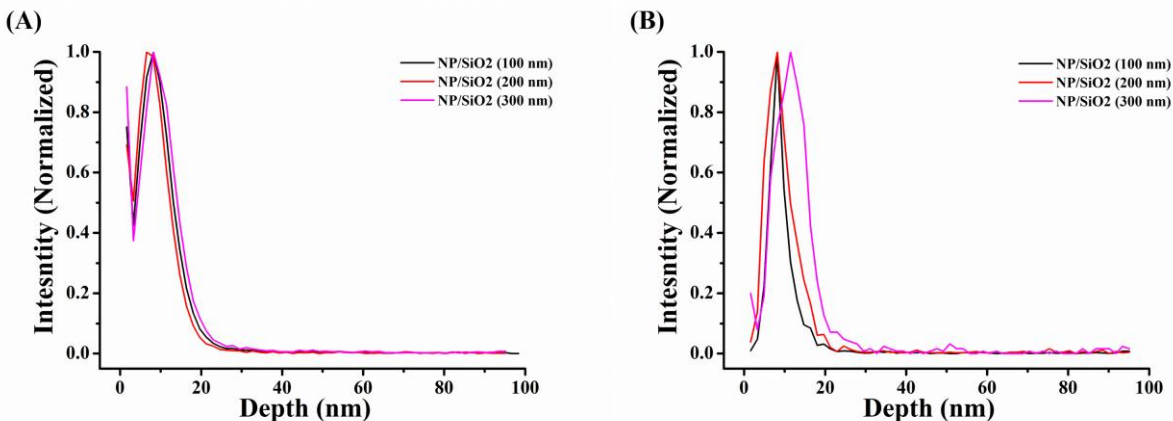 (A)
Intesntity (Normalized)
1.0
0.8
0.6
0.4
0.2
0.0
NP/SiO2 (100 nm)
NP/SiO2 (200 nm)
NP/SiO2 (300 nm)
0 20 40 60 80 100
Depth (nm)
(B)
Intesntity (Normalized)
1.0
0.8
0.6
0.4
0.2
0.0
NP/SiO2 (100 nm)
NP/SiO2 (200 nm)
NP/SiO2 (300 nm)
0 20 40 60 80 100
Depth (nm)